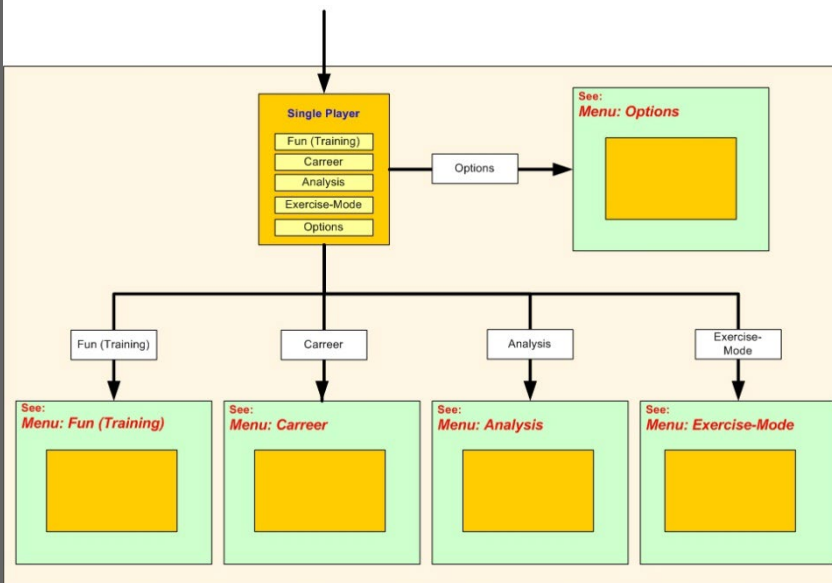 Single Player
Fun (Training)
Carreer
Analysis
Exercise-Mode
Options
Options
See:
Menu: Options
Fun (Training)
Carreer
Analysis
Exercise-
Mode
See:
Menu: Fun (Training)
See:
Menu: Carreer
See:
Menu: Analysis
See:
Menu: Exercise-Mode